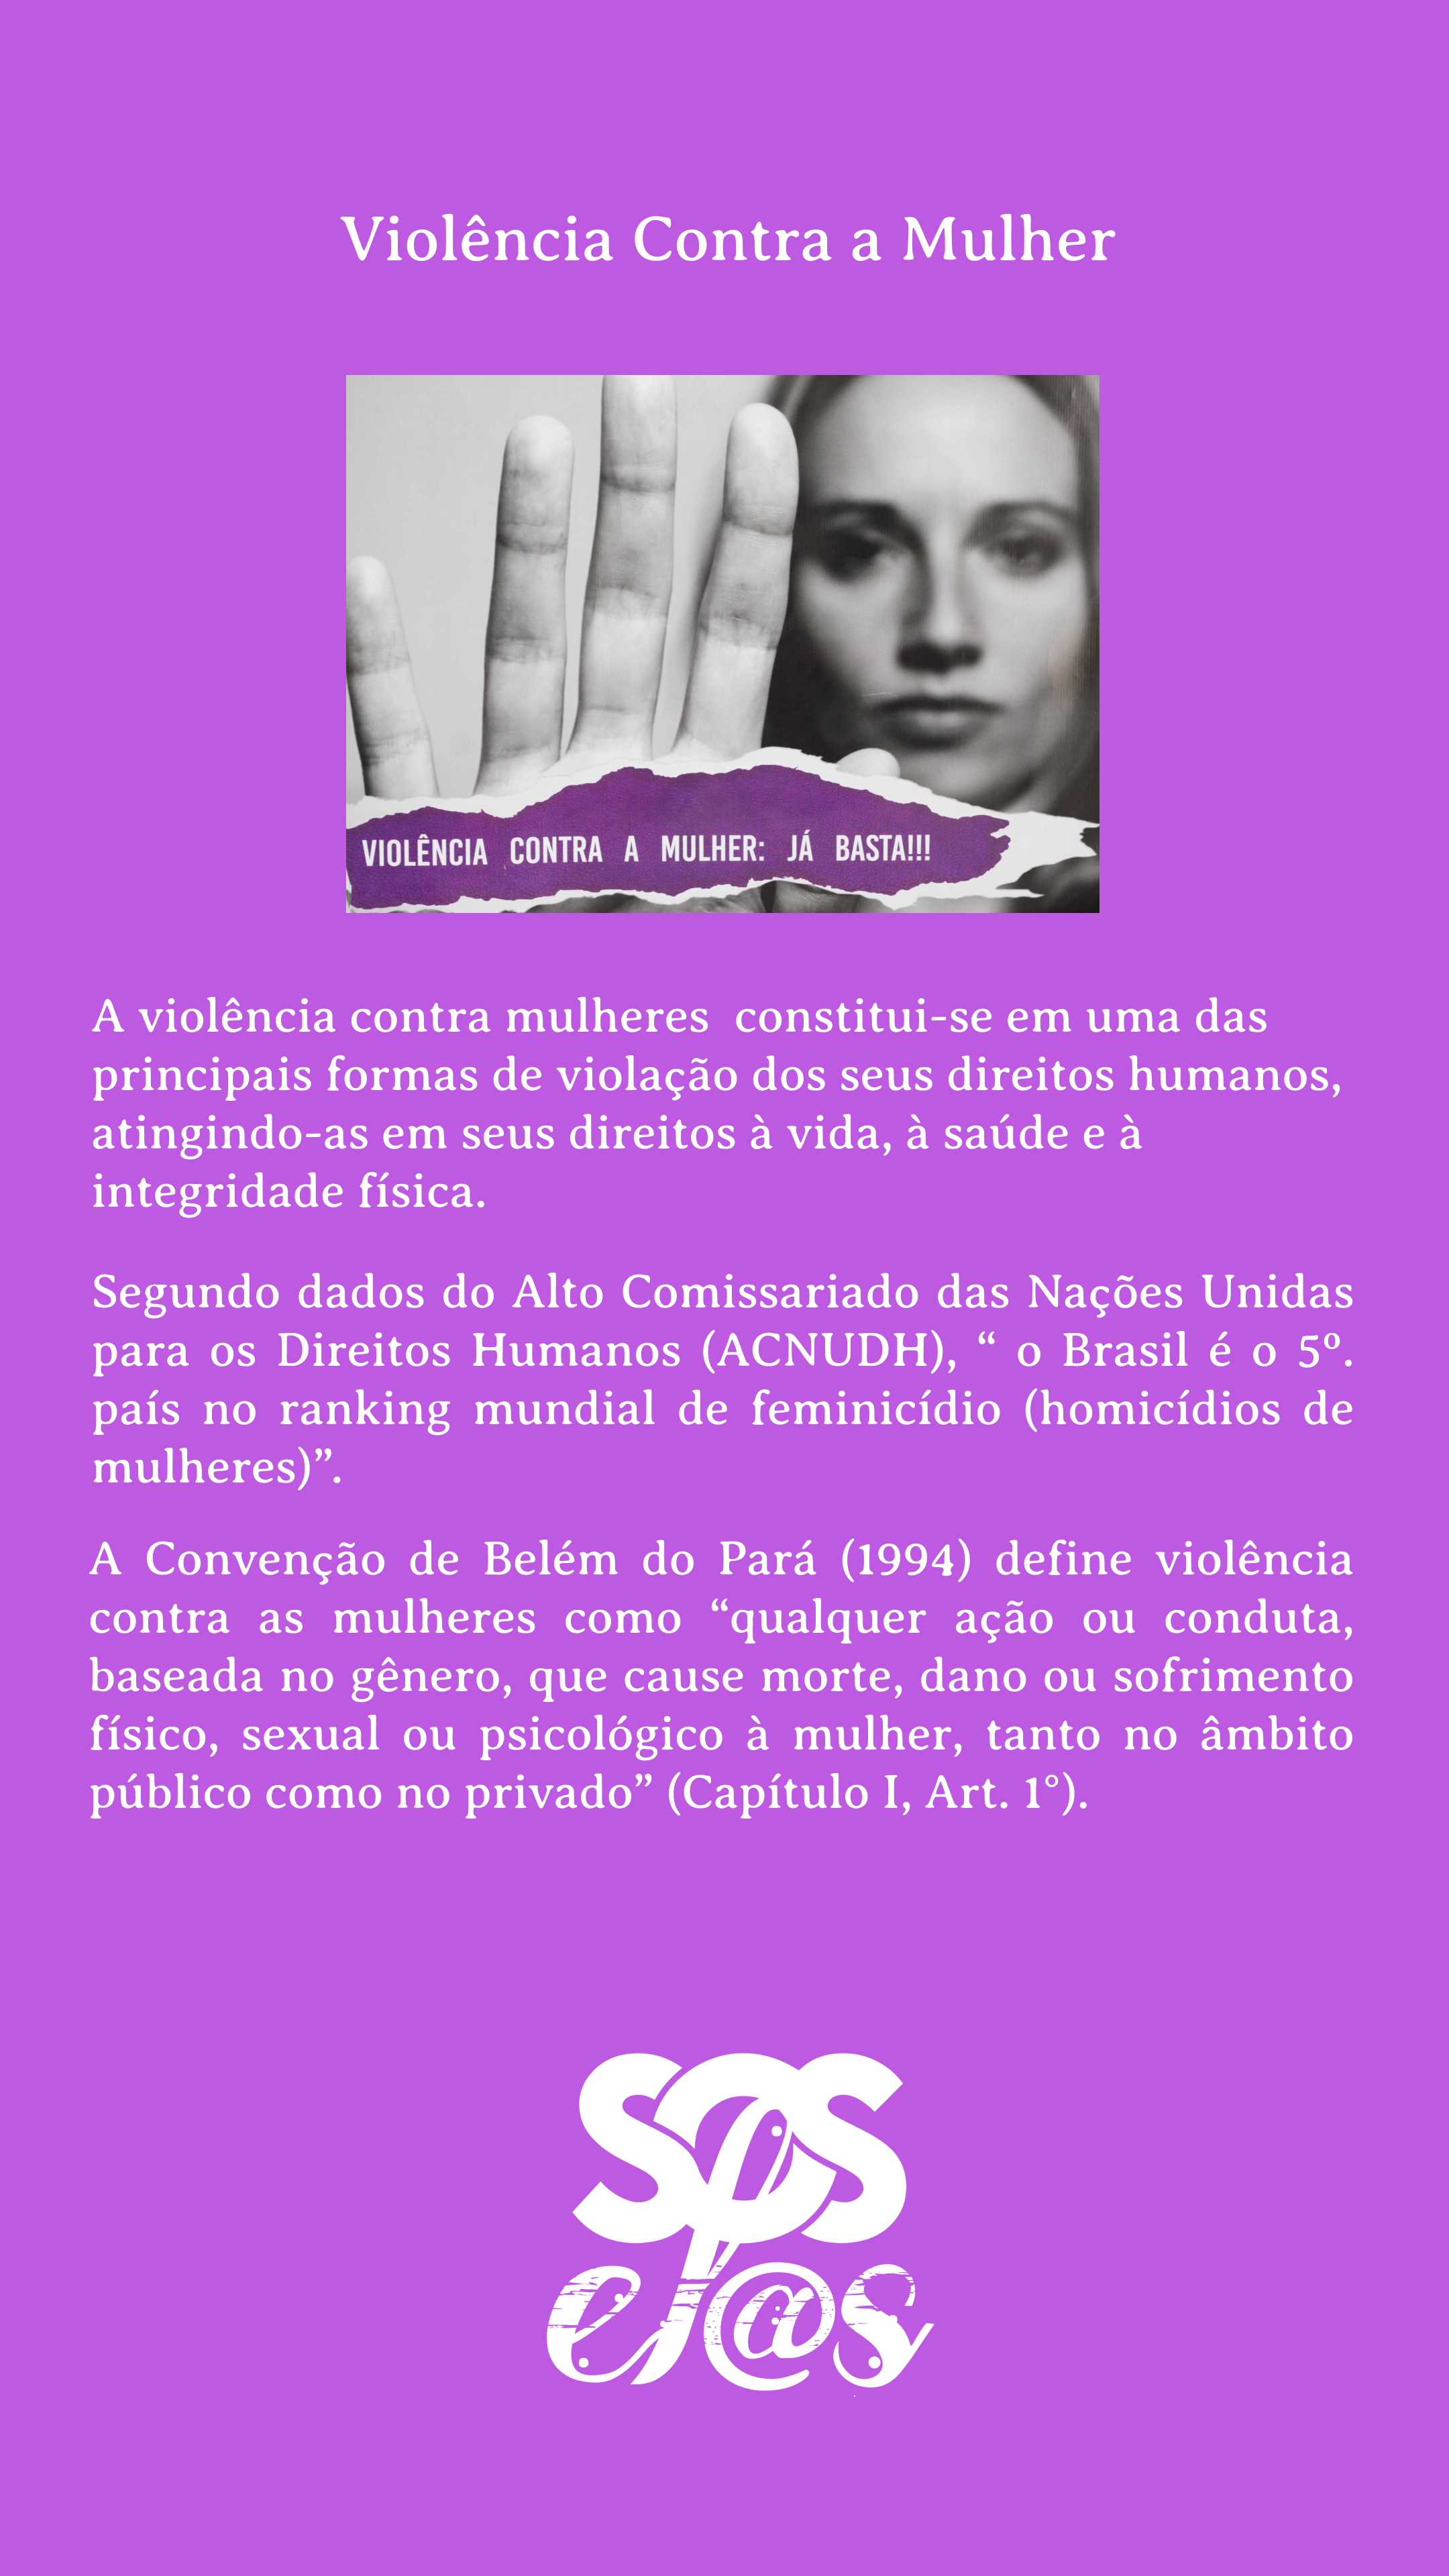 Violência Contra a Mulher
VIOLÊNCIA CONTRA A MULHER: JÁ BASTA!!!
A violência contra mulheres  constitui-se em uma das
principais formas de violação dos seus direitos humanos,
atingindo-as em seus direitos à vida, à saúde e à
integridade física.
Segundo dados do Alto Comissariado das Nações Unidas
para os Direitos Humanos (ACNUDH), “ o Brasil é o 5º.
país no ranking mundial de feminicídio (homicídios de
mulheres)”.
A Convenção de Belém do Pará (1994) define violência
contra as mulheres como “qualquer ação ou conduta,
baseada no gênero, que cause morte, dano ou sofrimento
físico, sexual ou psicológico à mulher, tanto no âmbito
público como no privado” (Capítulo I, Art. 1°).
SOS
el@s